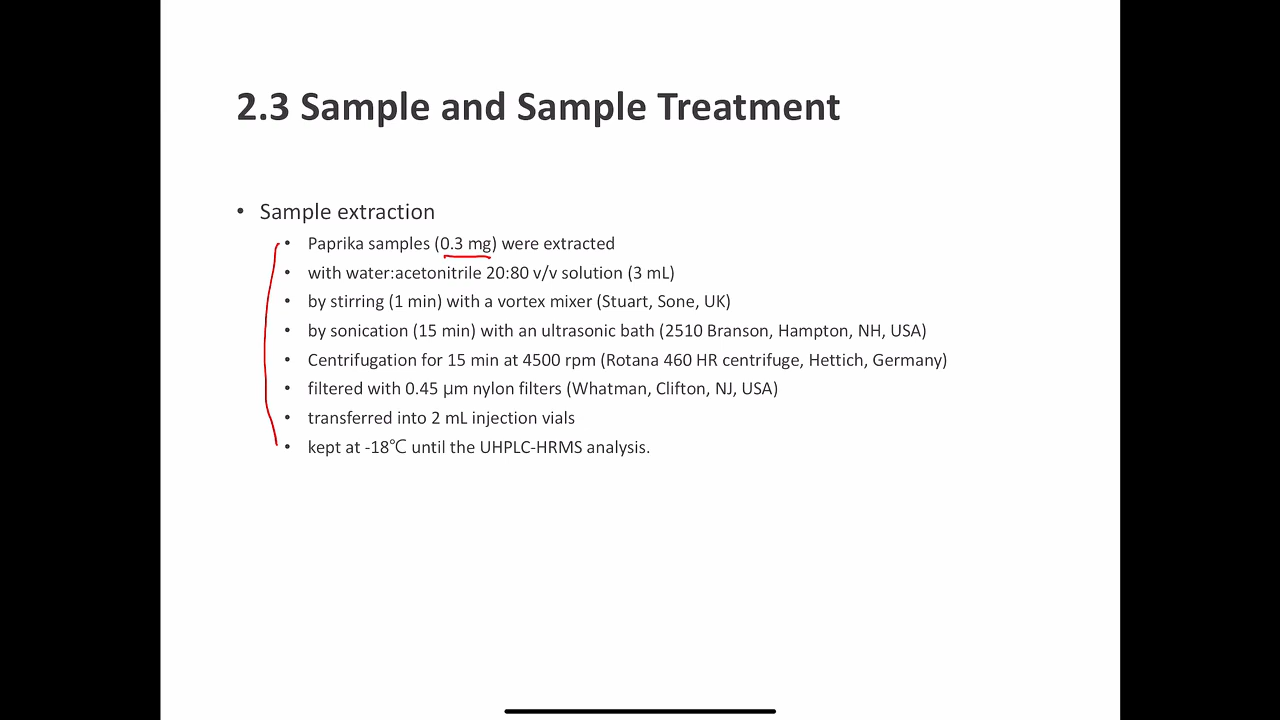 2.3 Sample and Sample Treatment
• Sample extraction
• Paprika samples (0.3 mg) were extracted
• with water:acetonitrile 20:80 v/v solution (3 mL)
• by stirring (1 min) with a vortex mixer (Stuart, Sone, UK)
• by sonication (15 min) with an ultrasonic bath (2510 Branson, Hampton, NH, USA)
• Centrifugation for 15 min at 4500 rpm (Rotana 460 HR centrifuge, Hettich, Germany)
• filtered with 0.45 μm nylon filters (Whatman, Clifton, NJ, USA)
• transferred into 2 mL injection vials
• kept at -18℃ until the UHPLC-HRMS analysis.